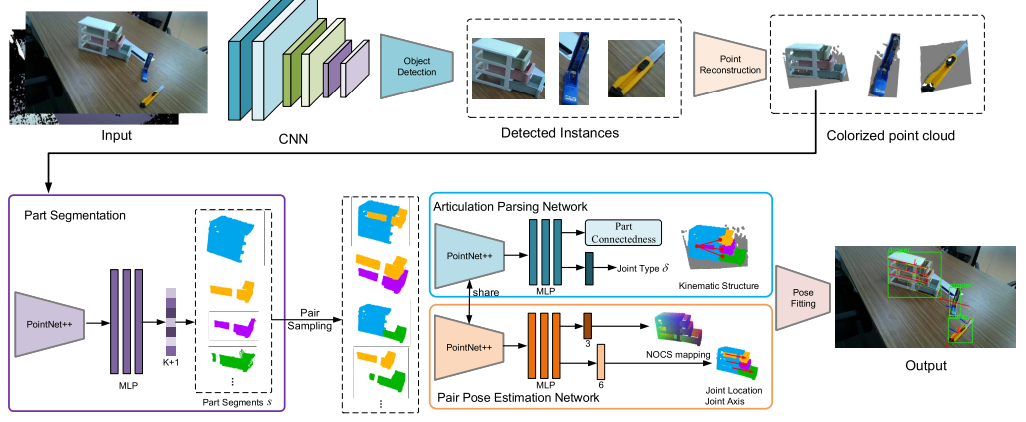 Input
CNN
Object
Detection
Detected Instances
Point
Reconstruction
Colorized point cloud
Part Segmentation
PointNet++
MLP
K+1
Part Segments s
Pair
Sampling
Articulation Parsing Network
PointNet++
MLP
Part
Connectedness
Joint Type δ
Kinematic Structure
share
PointNet++
MLP
3
6
NOCS mapping
Joint Location
Joint Axis
Pair Pose Estimation Network
Pose
Fitting
Output